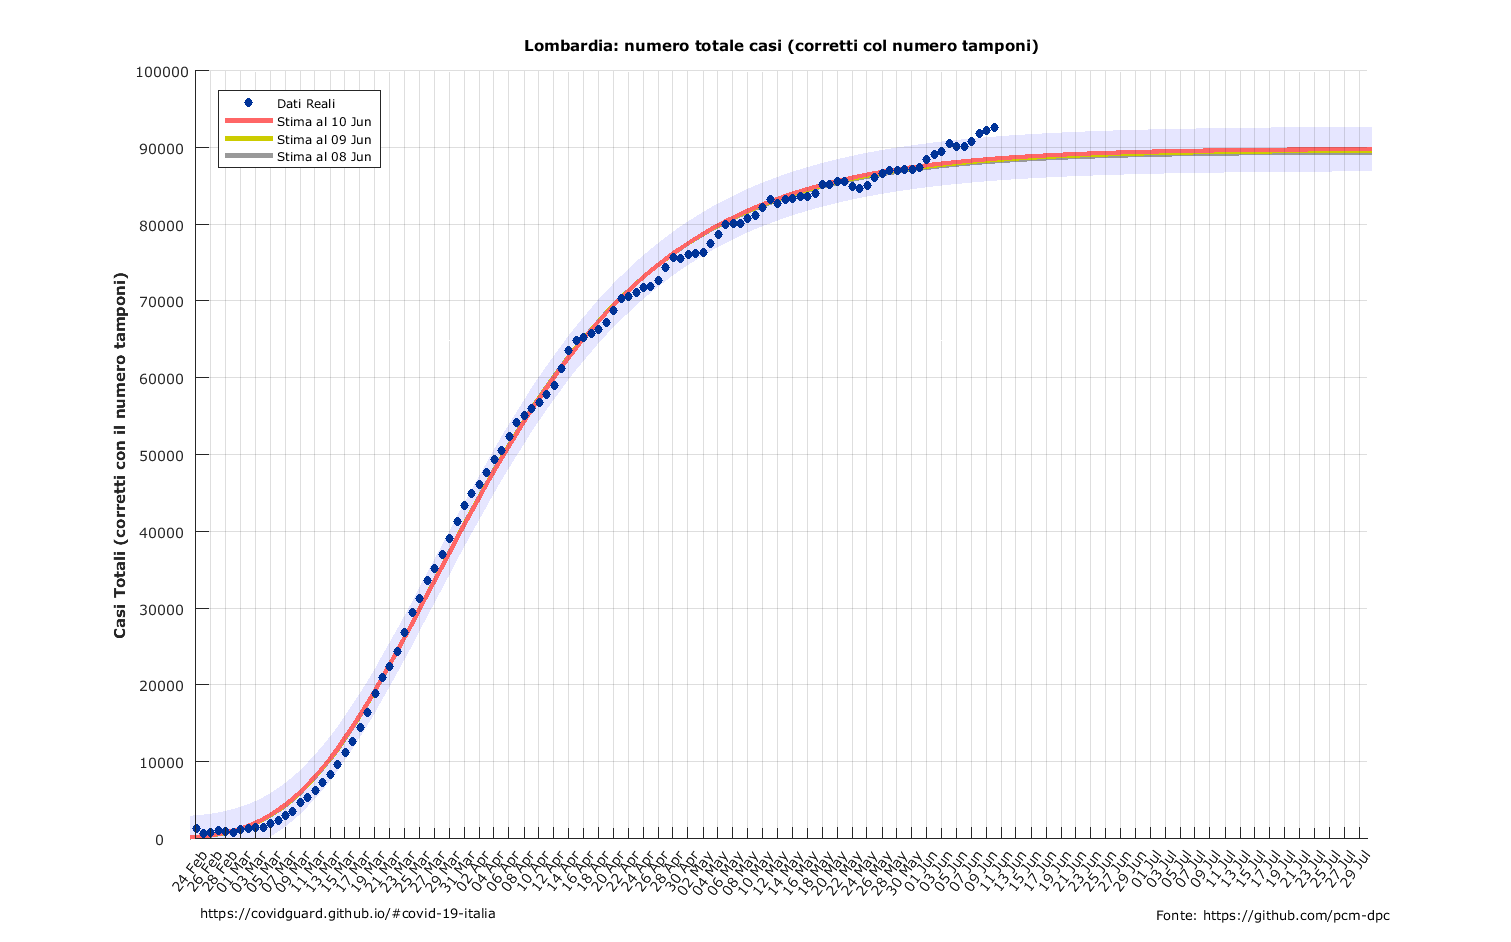 Lombardia: numero totale casi (corretti col numero tamponi)
100000
90000
80000
70000
60000
50000
40000
30000
20000
10000
0
Casi Totali (corretti con il numero tamponi)
Dati Reali
Stima al 10 Jun
Stima al 09 Jun
Stima al 08 Jun
24 Feb
26 Feb
28 Feb
01 Mar
03 Mar
05 Mar
07 Mar
09 Mar
11 Mar
13 Mar
15 Mar
17 Mar
19 Mar
21 Mar
23 Mar
25 Mar
27 Mar
29 Mar
31 Mar
02 Apr
04 Apr
06 Apr
08 Apr
10 Apr
12 Apr
14 Apr
16 Apr
18 Apr
20 Apr
22 Apr
24 Apr
26 Apr
28 Apr
30 Apr
02 May
04 May
06 May
08 May
10 May
12 May
14 May
16 May
18 May
20 May
22 May
24 May
26 May
28 May
30 May
01 Jun
03 Jun
05 Jun
07 Jun
09 Jun
11 Jun
13 Jun
15 Jun
17 Jun
19 Jun
21 Jun
23 Jun
25 Jun
27 Jun
29 Jun
01 Jul
03 Jul
05 Jul
07 Jul
09 Jul
11 Jul
13 Jul
15 Jul
17 Jul
19 Jul
21 Jul
23 Jul
25 Jul
27 Jul
29 Jul
https://covidguard.github.io/#covid-19-italia
Fonte: https://github.com/pcm-dpc